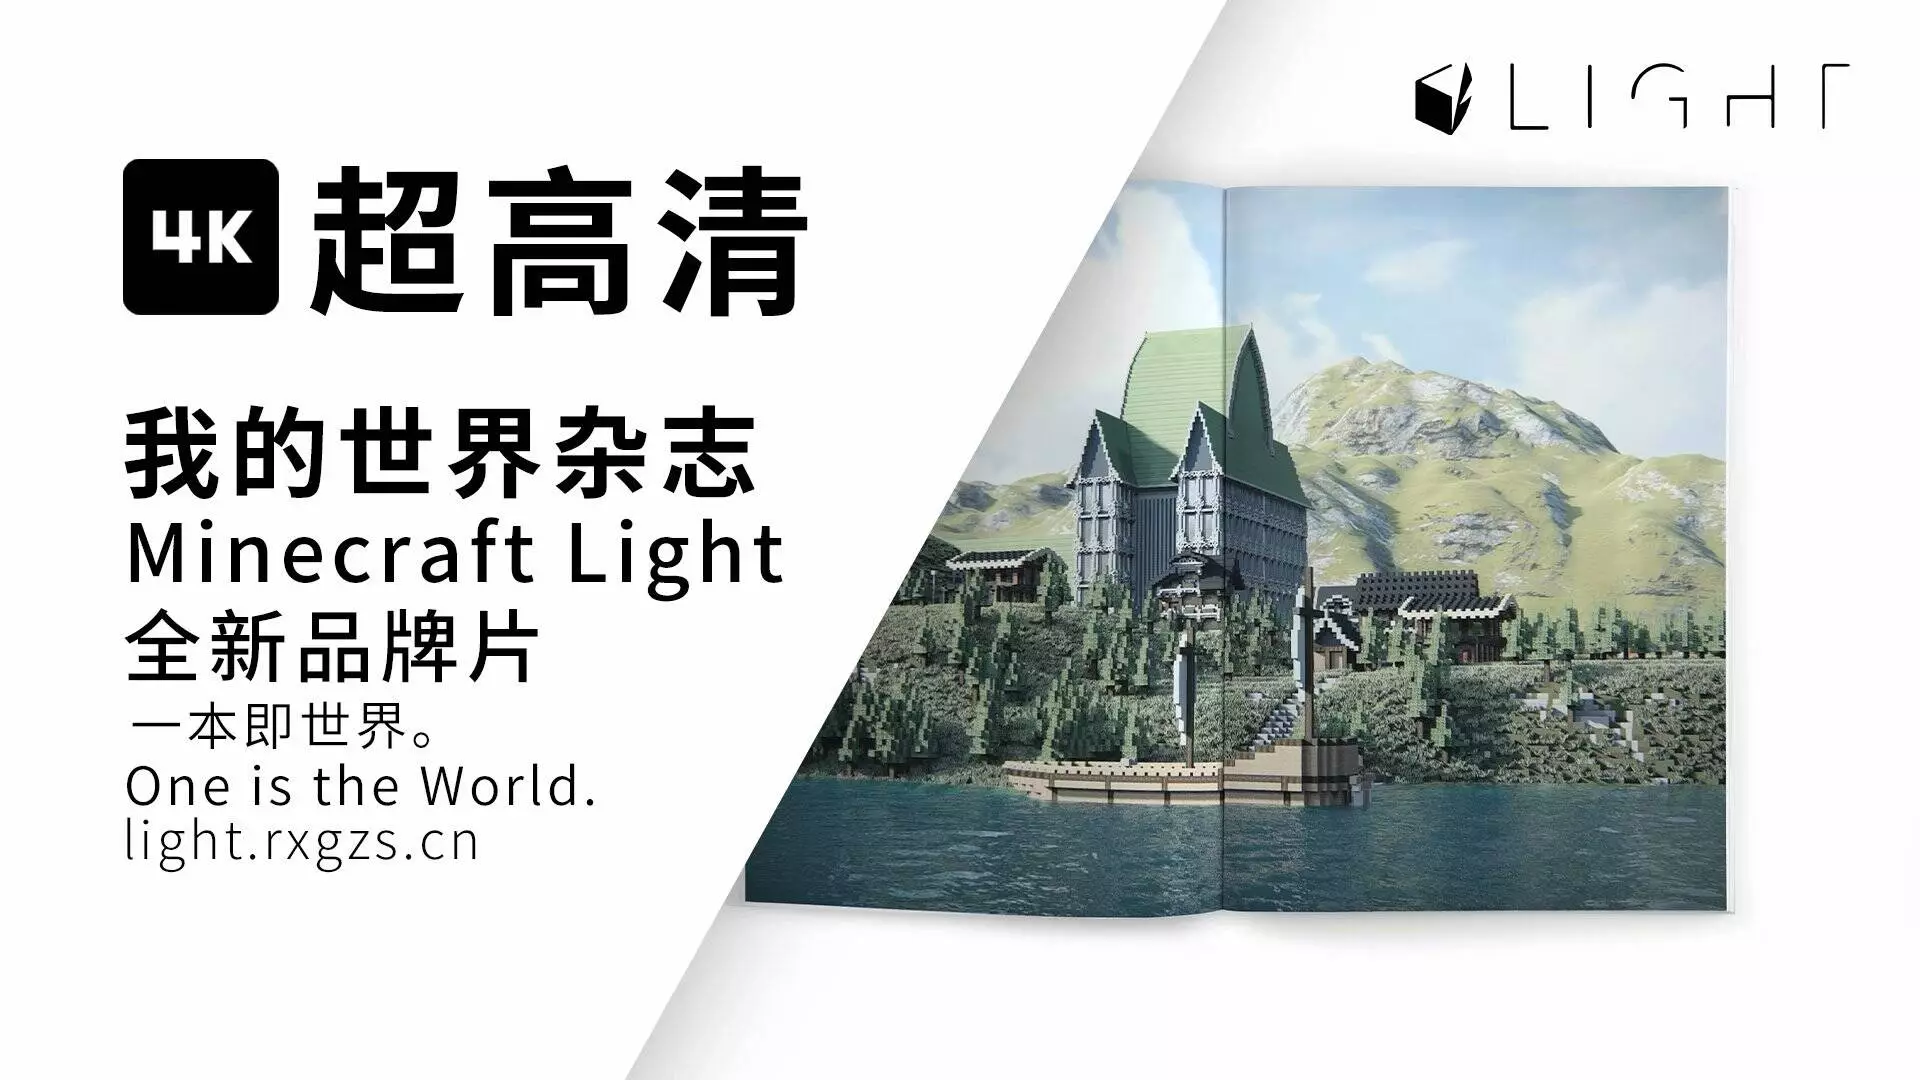 4K 超高清
我的世界杂志
Minecraft Light
全新品牌片
一本即世界。
One is the World.
light.rxgzs.cn
LIGHT